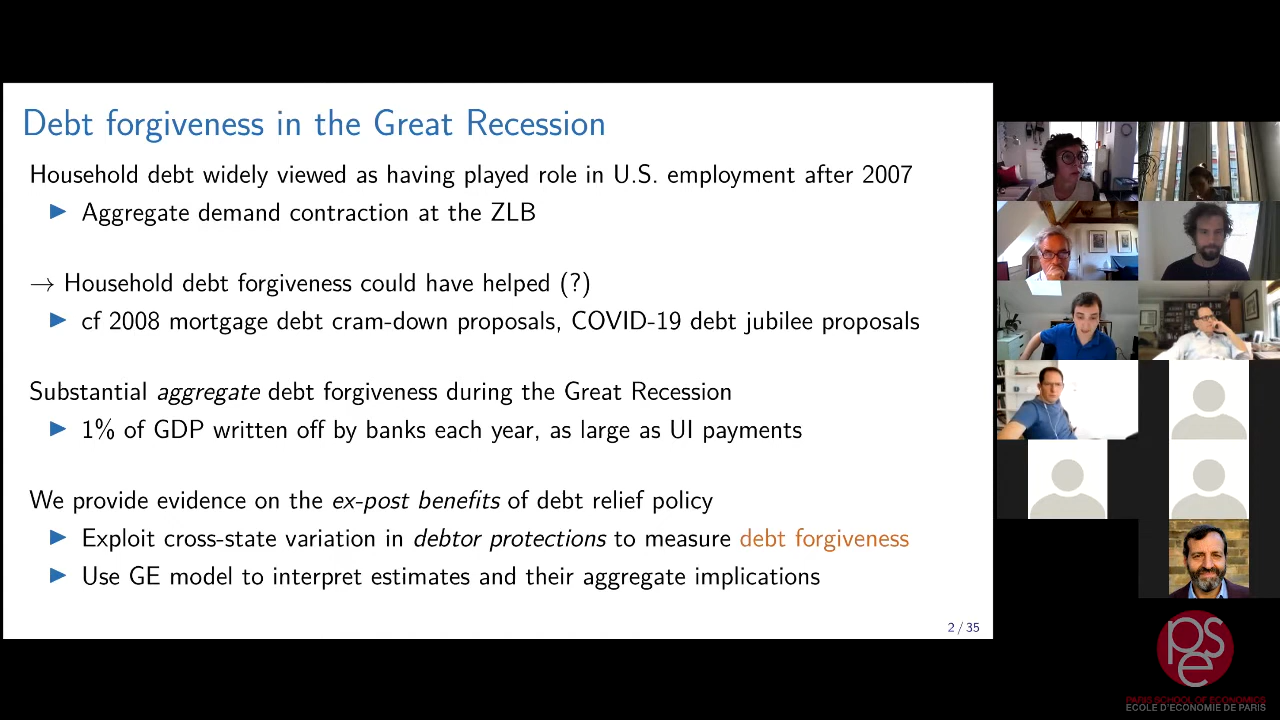 Debt forgiveness in the Great Recession
Household debt widely viewed as having played role in U.S. employment after 2007
▶ Aggregate demand contraction at the ZLB
→ Household debt forgiveness could have helped (?)
▶ cf 2008 mortgage debt cram-down proposals, COVID-19 debt jubilee proposals
Substantial aggregate debt forgiveness during the Great Recession
▶ 1% of GDP written off by banks each year, as large as UI payments
We provide evidence on the ex-post benefits of debt relief policy
▶ Exploit cross-state variation in debtor protections to measure debt forgiveness
▶ Use GE model to interpret estimates and their aggregate implications
2 / 35
pse
PARIS SCHOOL OF ECONOMICS
ECOLE D'ECONOMIE DE PARIS